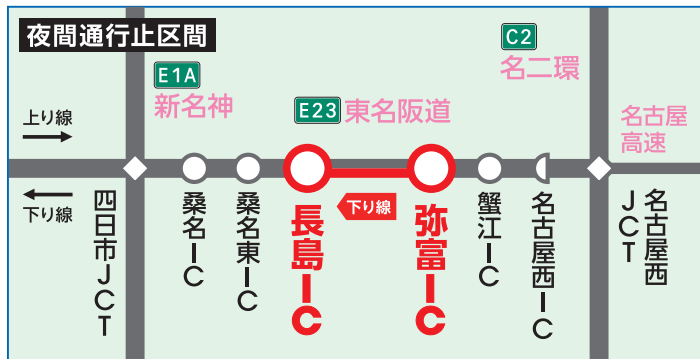 夜間通行止区間
C2
名二環
E1A
新名神
E23 東名阪道
名古屋
高速
上り線
下り線
下り線
四日市JCT
桑名IC
桑名東IC
長島IC
弥富IC
蟹江IC
名古屋西IC
名古屋西
JCT